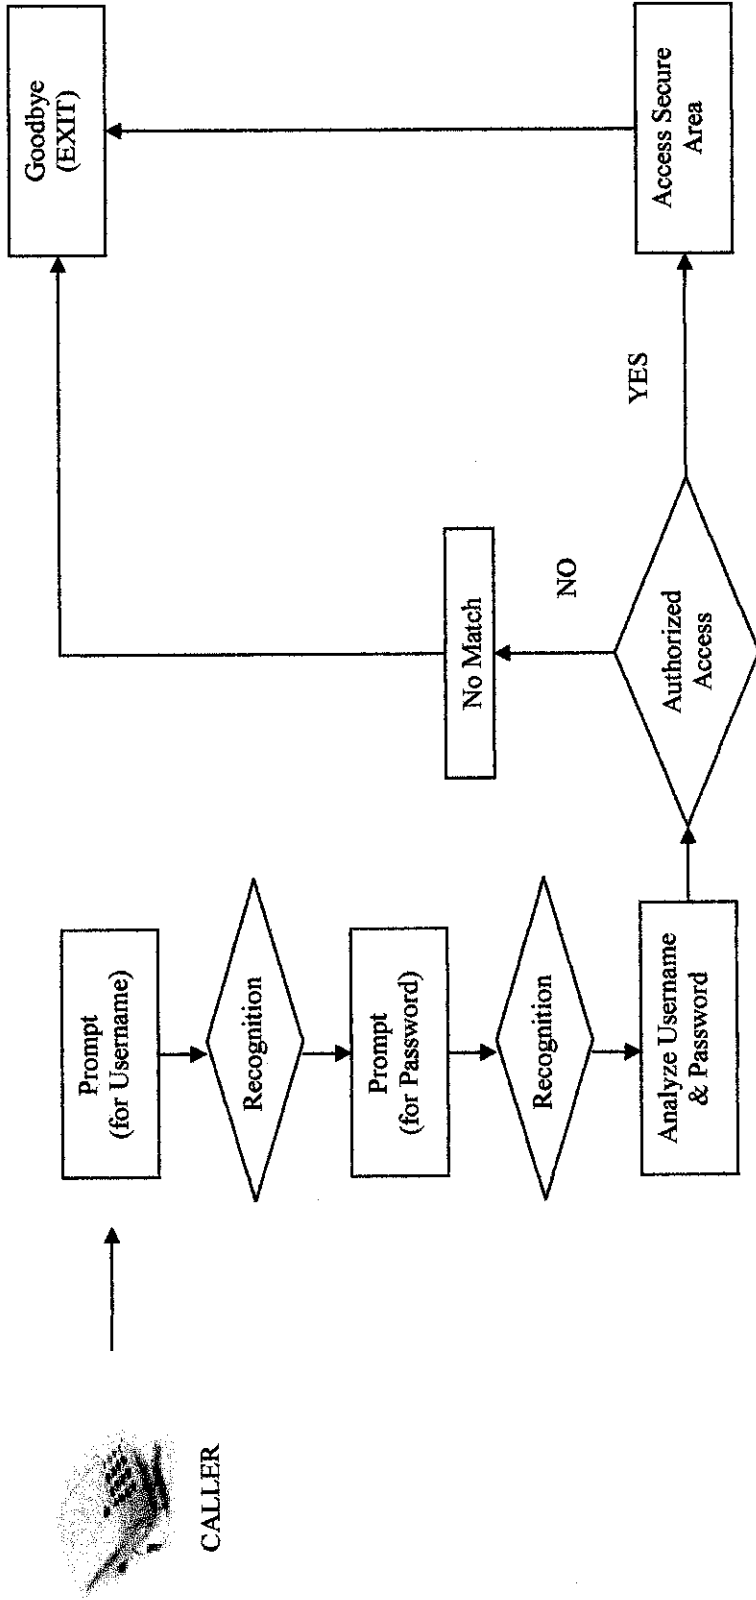 CALLER
Prompt
(for Username)
Recognition
Prompt
(for Password)
Recognition
Analyze Username
& Password
Authorized
Access
NO
No Match
YES
Access Secure
Area
Goodbye
(EXIT)